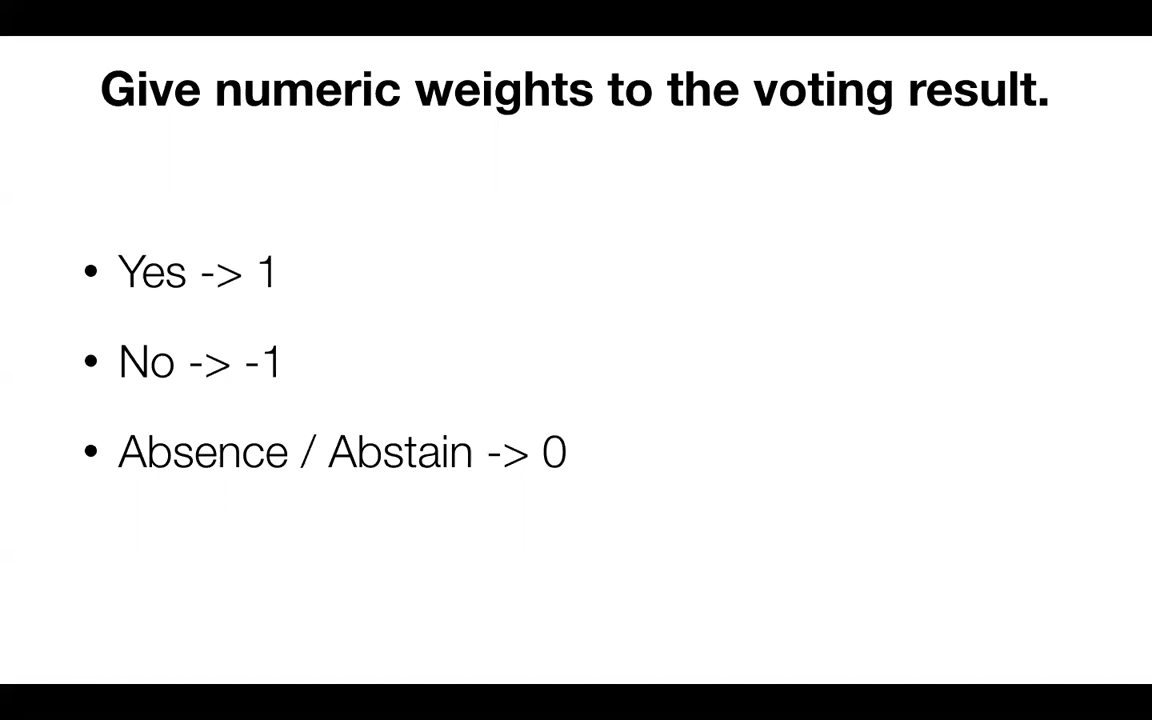 Give numeric weights to the voting result.
• Yes -> 1
• No -> -1
• Absence / Abstain -> 0